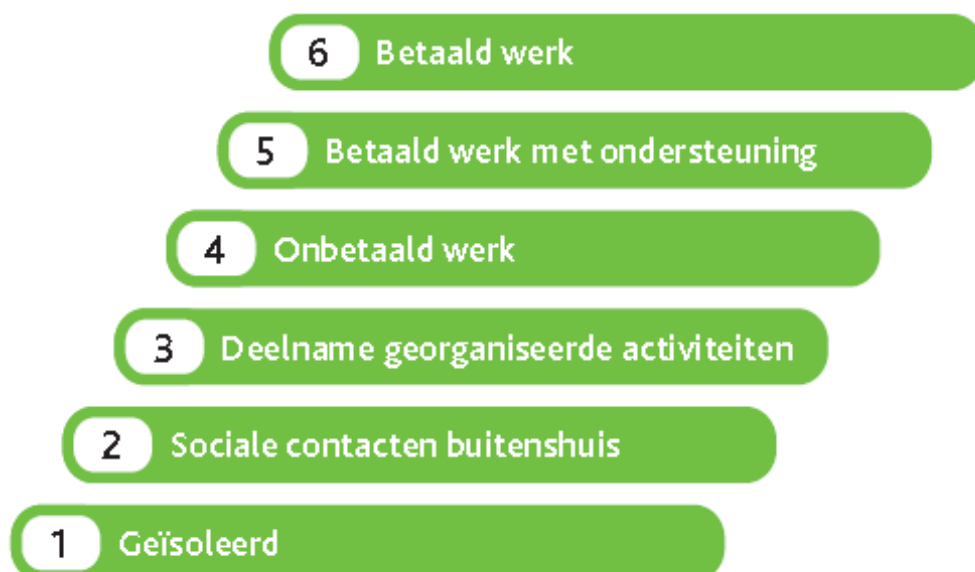 6 Betaald werk
5 Betaald werk met ondersteuning
4 Onbetaald werk
3 Deelname georganiseerde activiteiten
2 Sociale contacten buitenshuis
1 Geïsoleerd